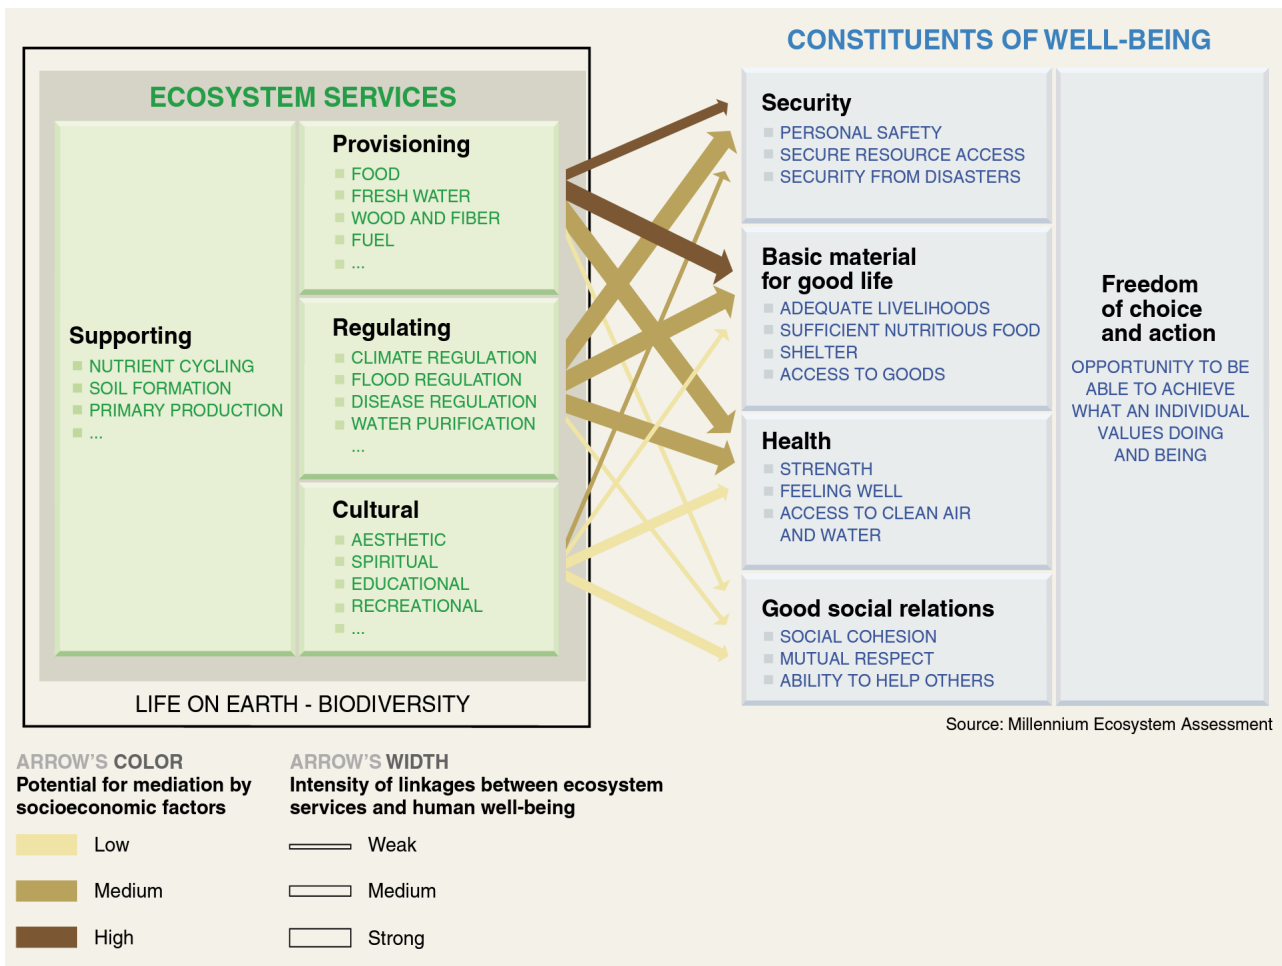 CONSTITUENTS OF WELL-BEING
ECOSYSTEM SERVICES
Supporting
NUTRIENT CYCLING
SOIL FORMATION
PRIMARY PRODUCTION
...
Provisioning
FOOD
FRESH WATER
WOOD AND FIBER
FUEL
...
Regulating
CLIMATE REGULATION
FLOOD REGULATION
DISEASE REGULATION
WATER PURIFICATION
...
Cultural
AESTHETIC
SPIRITUAL
EDUCATIONAL
RECREATIONAL
...
LIFE ON EARTH - BIODIVERSITY
Security
PERSONAL SAFETY
SECURE RESOURCE ACCESS
SECURITY FROM DISASTERS
Basic material
for good life
ADEQUATE LIVELIHOODS
SUFFICIENT NUTRITIOUS FOOD
SHELTER
ACCESS TO GOODS
Health
STRENGTH
FEELING WELL
ACCESS TO CLEAN AIR
AND WATER
Good social relations
SOCIAL COHESION
MUTUAL RESPECT
ABILITY TO HELP OTHERS
Freedom
of choice
and action
OPPORTUNITY TO BE
ABLE TO ACHIEVE
WHAT AN INDIVIDUAL
VALUES DOING
AND BEING
Source: Millennium Ecosystem Assessment
ARROW'S COLOR
Potential for mediation by
socioeconomic factors
Low
Medium
High
ARROW'S WIDTH
Intensity of linkages between ecosystem
services and human well-being
Weak
Medium
Strong